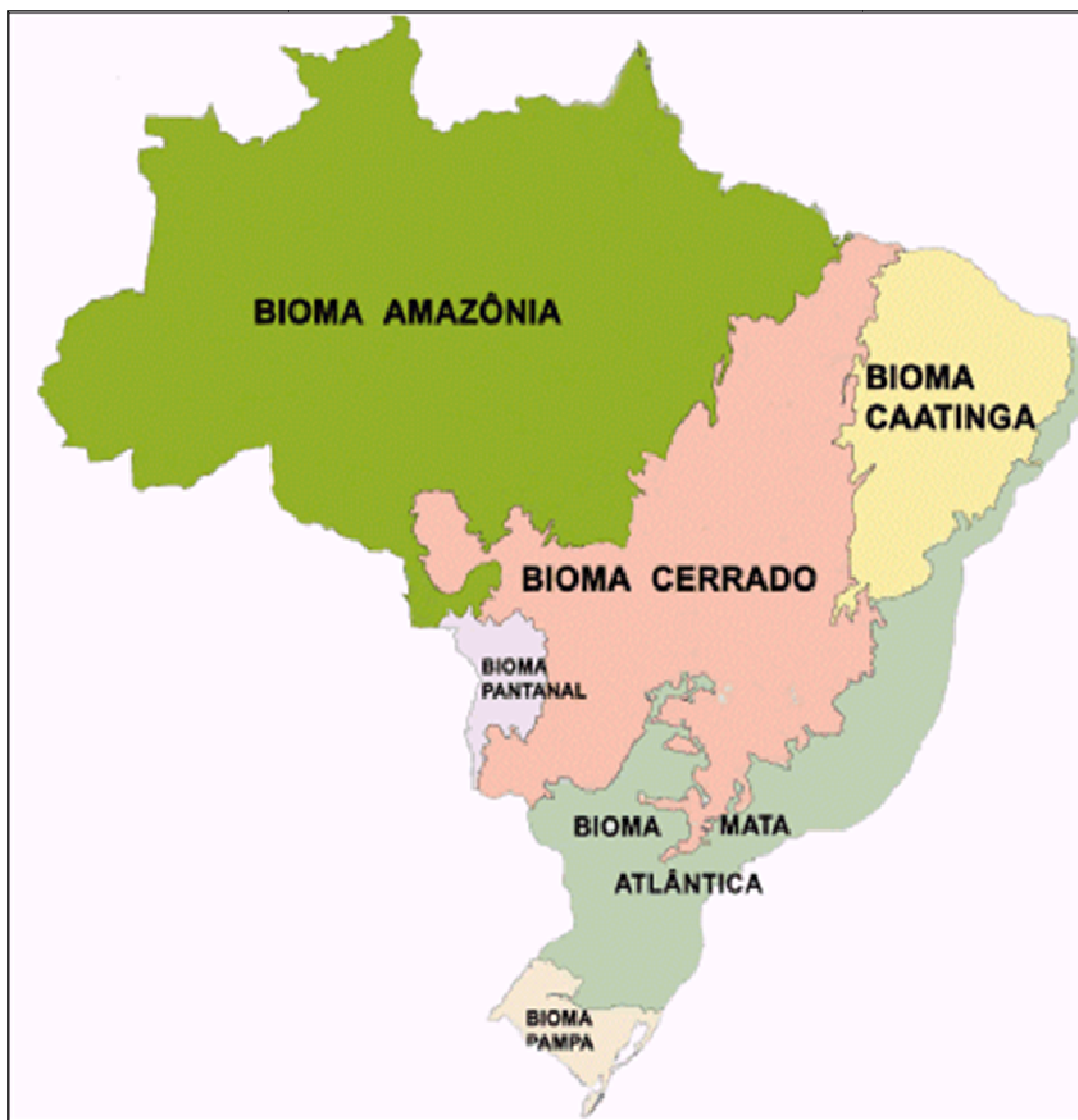 BIOMA AMAZÔNIA
BIOMA
CAATINGA
BIOMA CERRADO
BIOMA
PANTANAL
BIOMA MATA
ATLÂNTICA
BIOMA
PAMPA